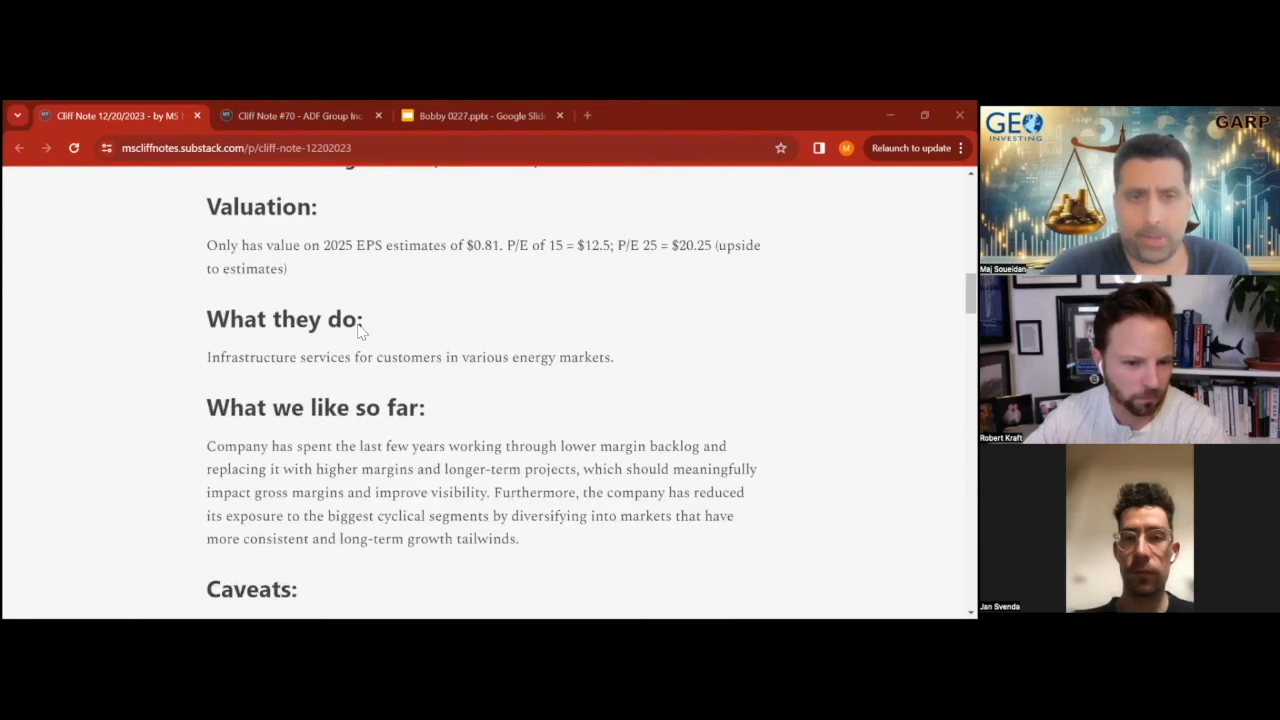 Cliff Note 12/20/2023 - by MS
Cliff Note #70 - ADF Group Inc
Bobby 0227.pptx - Google Slid
mscliffnotes.substack.com/p/cliff-note-12202023
M
Relaunch to update
Valuation:
Only has value on 2025 EPS estimates of $0.81. P/E of 15 = $12.5; P/E 25 = $20.25 (upside
to estimates)
What they do:
Infrastructure services for customers in various energy markets.
What we like so far:
Company has spent the last few years working through lower margin backlog and
replacing it with higher margins and longer-term projects, which should meaningfully
impact gross margins and improve visibility. Furthermore, the company has reduced
its exposure to the biggest cyclical segments by diversifying into markets that have
more consistent and long-term growth tailwinds.
Caveats:
GEO
INVESTING
GARP
Maj Soueidan
Robert Kraft
Jan Svenda